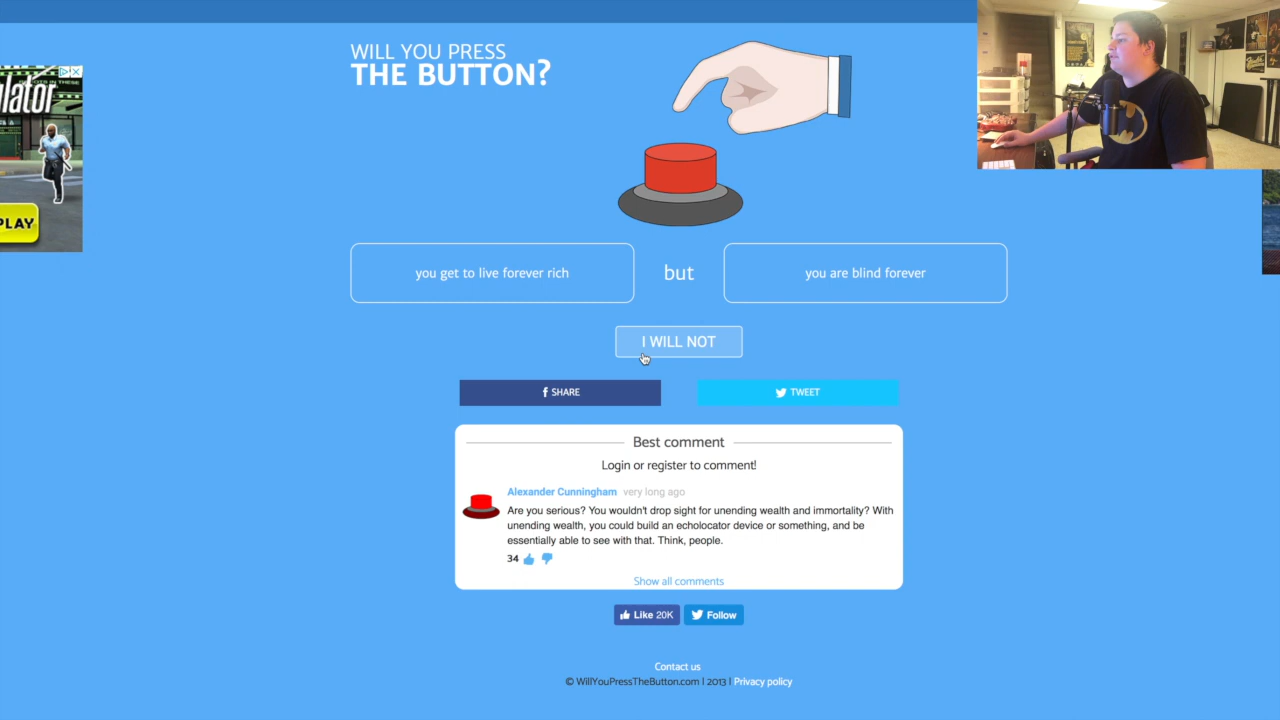 WILL YOU PRESS
THE BUTTON?
lator
PLAY
you get to live forever rich
but
you are blind forever
I WILL NOT
SHARE
TWEET
Best comment
Login or register to comment!
Alexander Cunningham very long ago
Are you serious? You wouldn't drop sight for unending wealth and immortality? With
unending wealth, you could build an echolocator device or something, and be
essentially able to see with that. Think, people.
34
Show all comments
Like 20K
Follow
Contact us
© WillYouPressTheButton.com | 2013 | Privacy policy